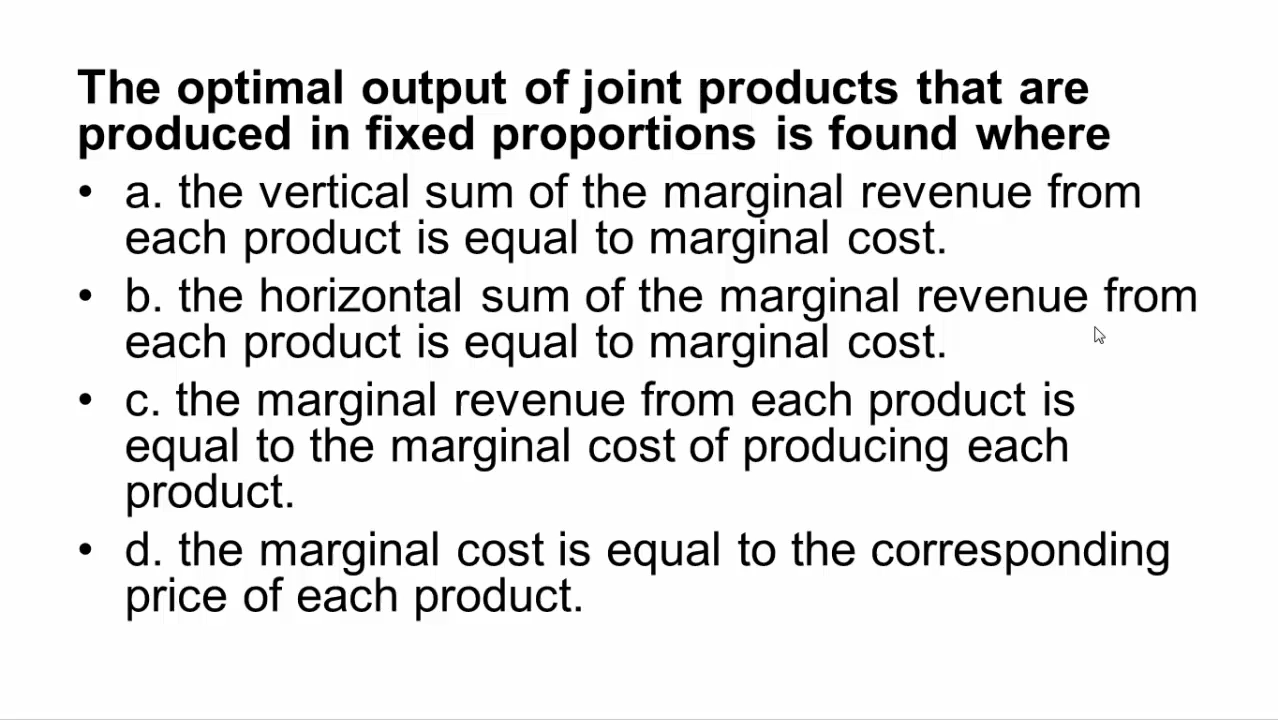 The optimal output of joint products that are
produced in fixed proportions is found where
• a. the vertical sum of the marginal revenue from
each product is equal to marginal cost.
• b. the horizontal sum of the marginal revenue from
each product is equal to marginal cost.
• c. the marginal revenue from each product is
equal to the marginal cost of producing each
product.
• d. the marginal cost is equal to the corresponding
price of each product.